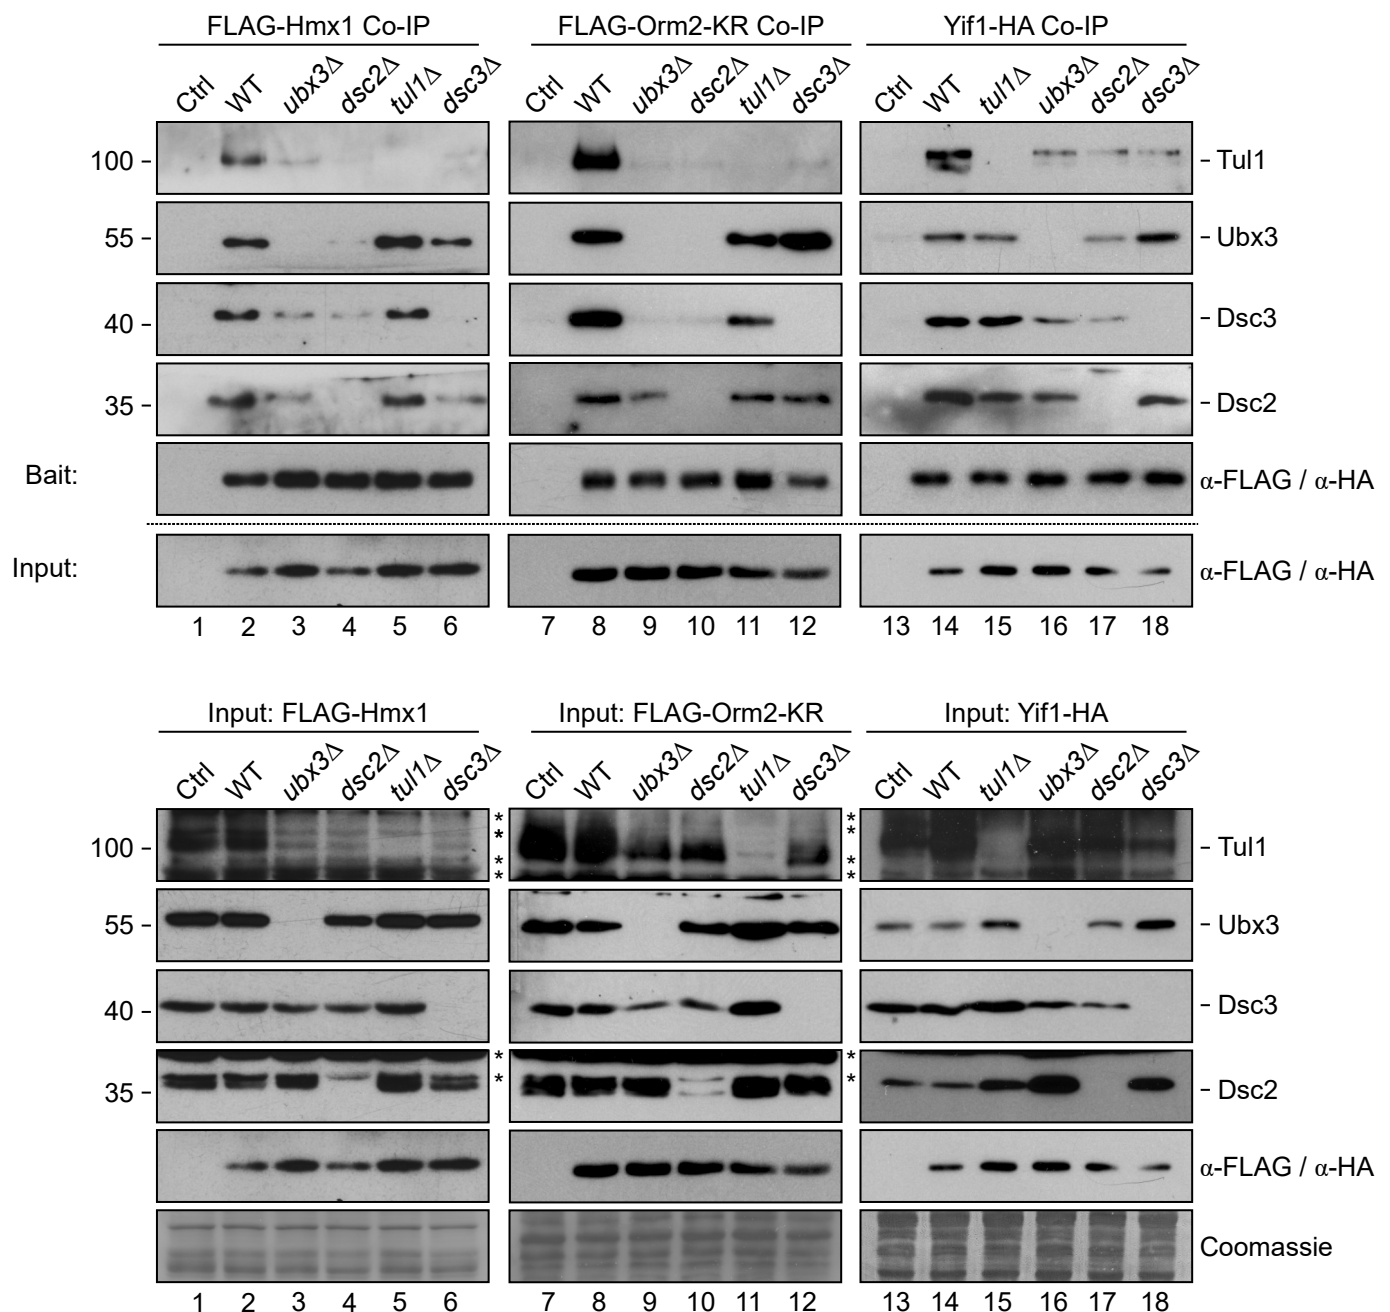 FLAG-Hmx1 Co-IP FLAG-Orm2-KR Co-IP Yif1-HA Co-IP
Ctrl WT ubx3Δ dsc2Δ tul1Δ dsc3Δ Ctrl WT ubx3Δ dsc2Δ tul1Δ dsc3Δ Ctrl WT tul1Δ ubx3Δ dsc2Δ dsc3Δ
100 - - Tul1
55 - - Ubx3
40 - - Dsc3
35 - - Dsc2
Bait: α-FLAG / α-HA
Input: α-FLAG / α-HA
1 2 3 4 5 6 7 8 9 10 11 12 13 14 15 16 17 18
Input: FLAG-Hmx1 Input: FLAG-Orm2-KR Input: Yif1-HA
Ctrl WT ubx3Δ dsc2Δ tul1Δ dsc3Δ Ctrl WT ubx3Δ dsc2Δ tul1Δ dsc3Δ Ctrl WT tul1Δ ubx3Δ dsc2Δ dsc3Δ
* *
* *
100 - - Tul1
* *
* *
55 - - Ubx3
40 - - Dsc3
* *
* *
35 - - Dsc2
α-FLAG / α-HA
Coomassie
1 2 3 4 5 6 7 8 9 10 11 12 13 14 15 16 17 18